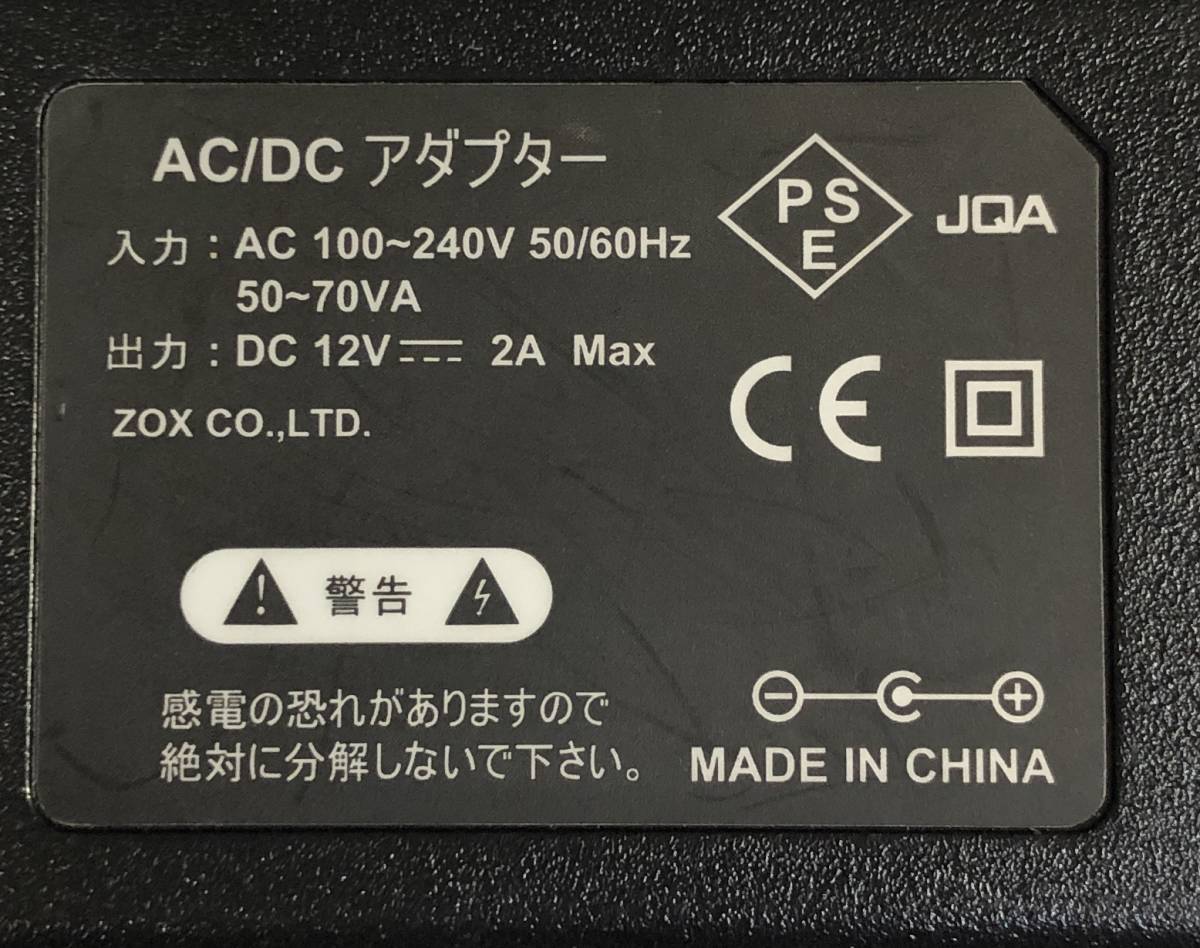 AC/DC アダプター
入力：AC 100~240V 50/60Hz
50~70VA
出力：DC 12V⎓ 2A Max
ZOX CO.,LTD.
PSE
JQA
CE
警告
感電の恐れがありますので
絶対に分解しないで下さい。
MADE IN CHINA